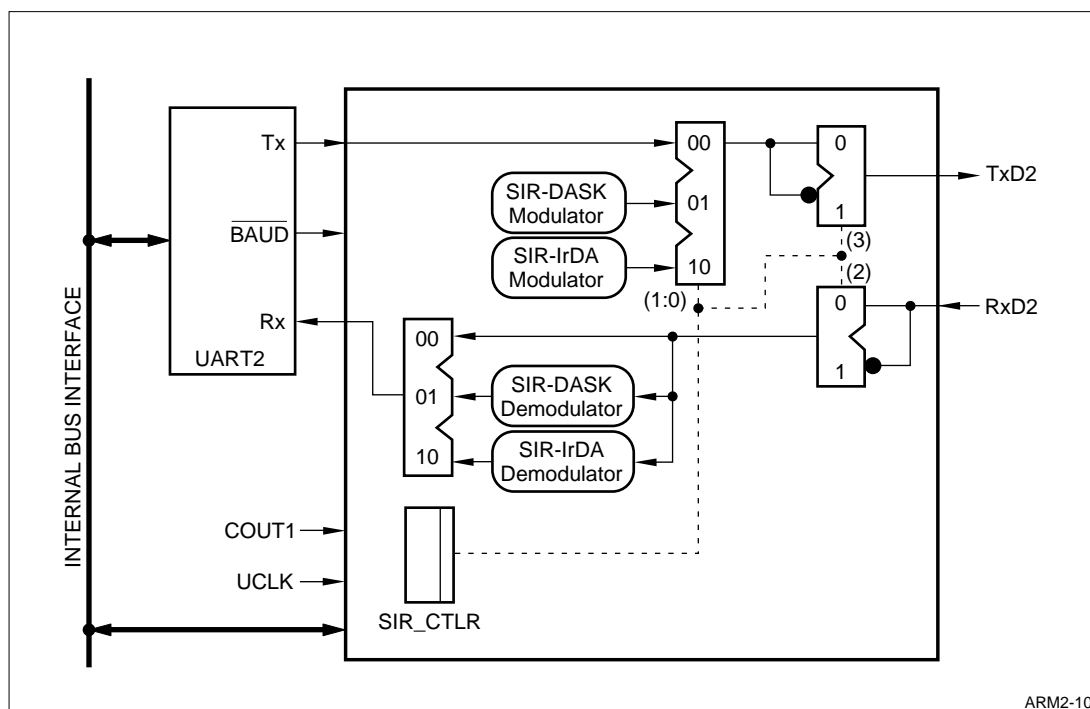 Tx
00
0
TxD2
SIR-DASK
Modulator
01
1
BAUD
SIR-IrDA
Modulator
10
(3)
(2)
(1:0)
0
RxD2
Rx
00
UART2
1
SIR-DASK
Demodulator
01
SIR-IrDA
Demodulator
10
INTERNAL BUS INTERFACE
COUT1
UCLK
SIR_CTLR
ARM2-10